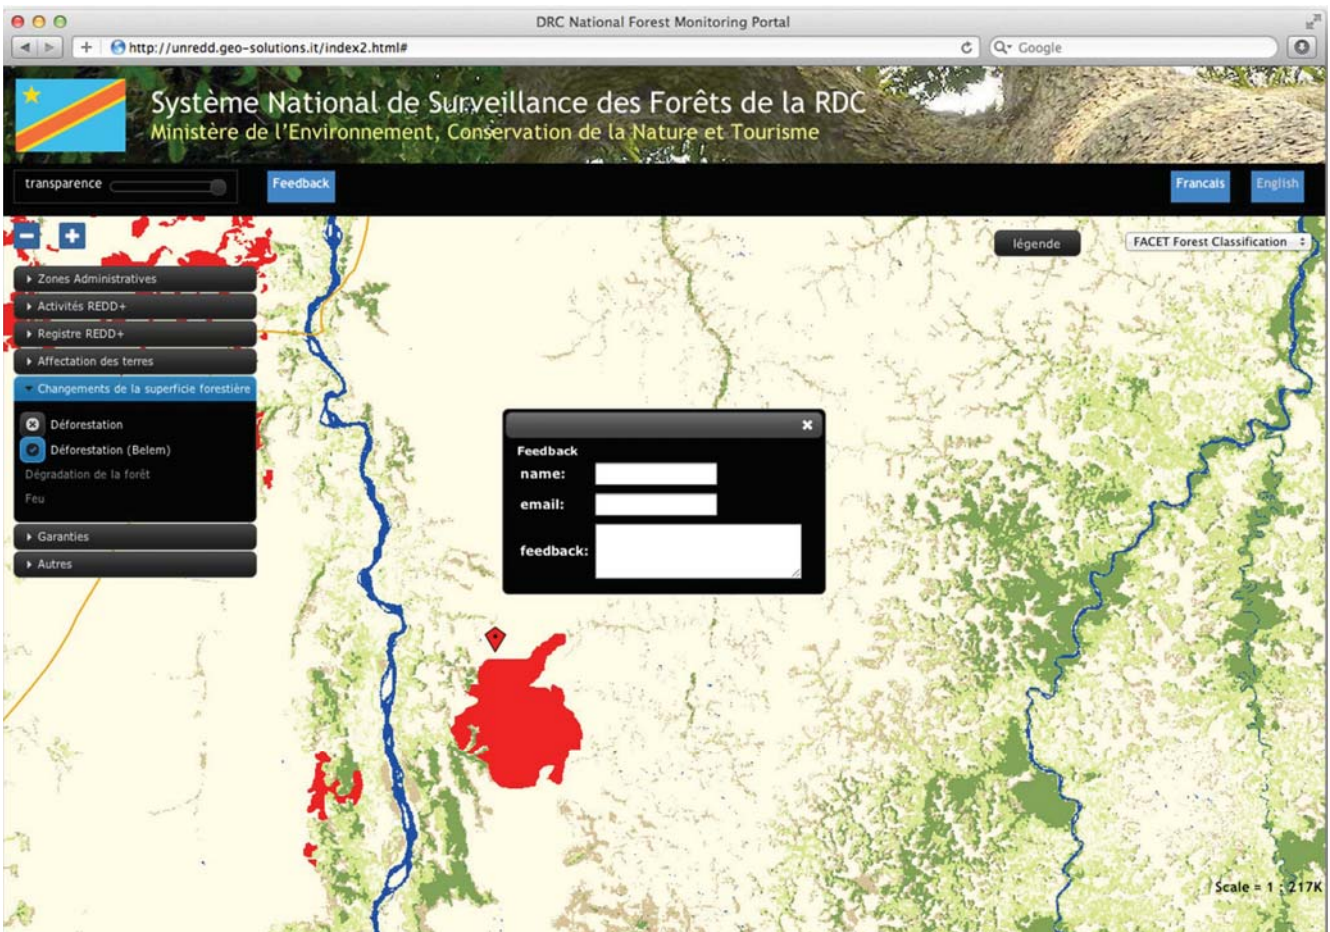 DRC National Forest Monitoring Portal
http://unredd.geo-solutions.it/index2.html#
Google
Système National de Surveillance des Forêts de la RDC
Ministère de l'Environnement, Conservation de la Nature et Tourisme
transparence
Feedback
Francais
English
légende
FACET Forest Classification
Zones Administratives
Activités REDD+
Registre REDD+
Affectation des terres
Changements de la superficie forestière
Déforestation
Déforestation (Belem)
Dégradation de la forêt
Feu
Garanties
Autres
Feedback
name:
email:
feedback:
Scale = 1 : 217K